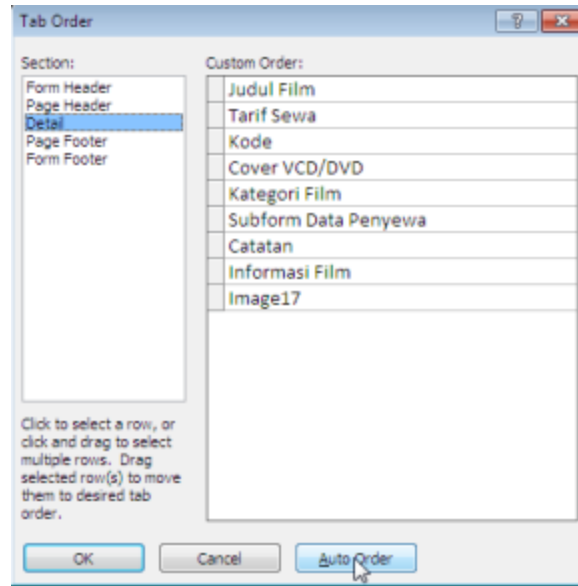 Tab Order
Section:
Form Header
Page Header
Detail
Page Footer
Form Footer
Click to select a row, or
click and drag to select
multiple rows. Drag
selected row(s) to move
them to desired tab
order.
Custom Order:
Judul Film
Tarif Sewa
Kode
Cover VCD/DVD
Kategori Film
Subform Data Penyewa
Catatan
Informasi Film
Image17
OK
Cancel
Auto Order